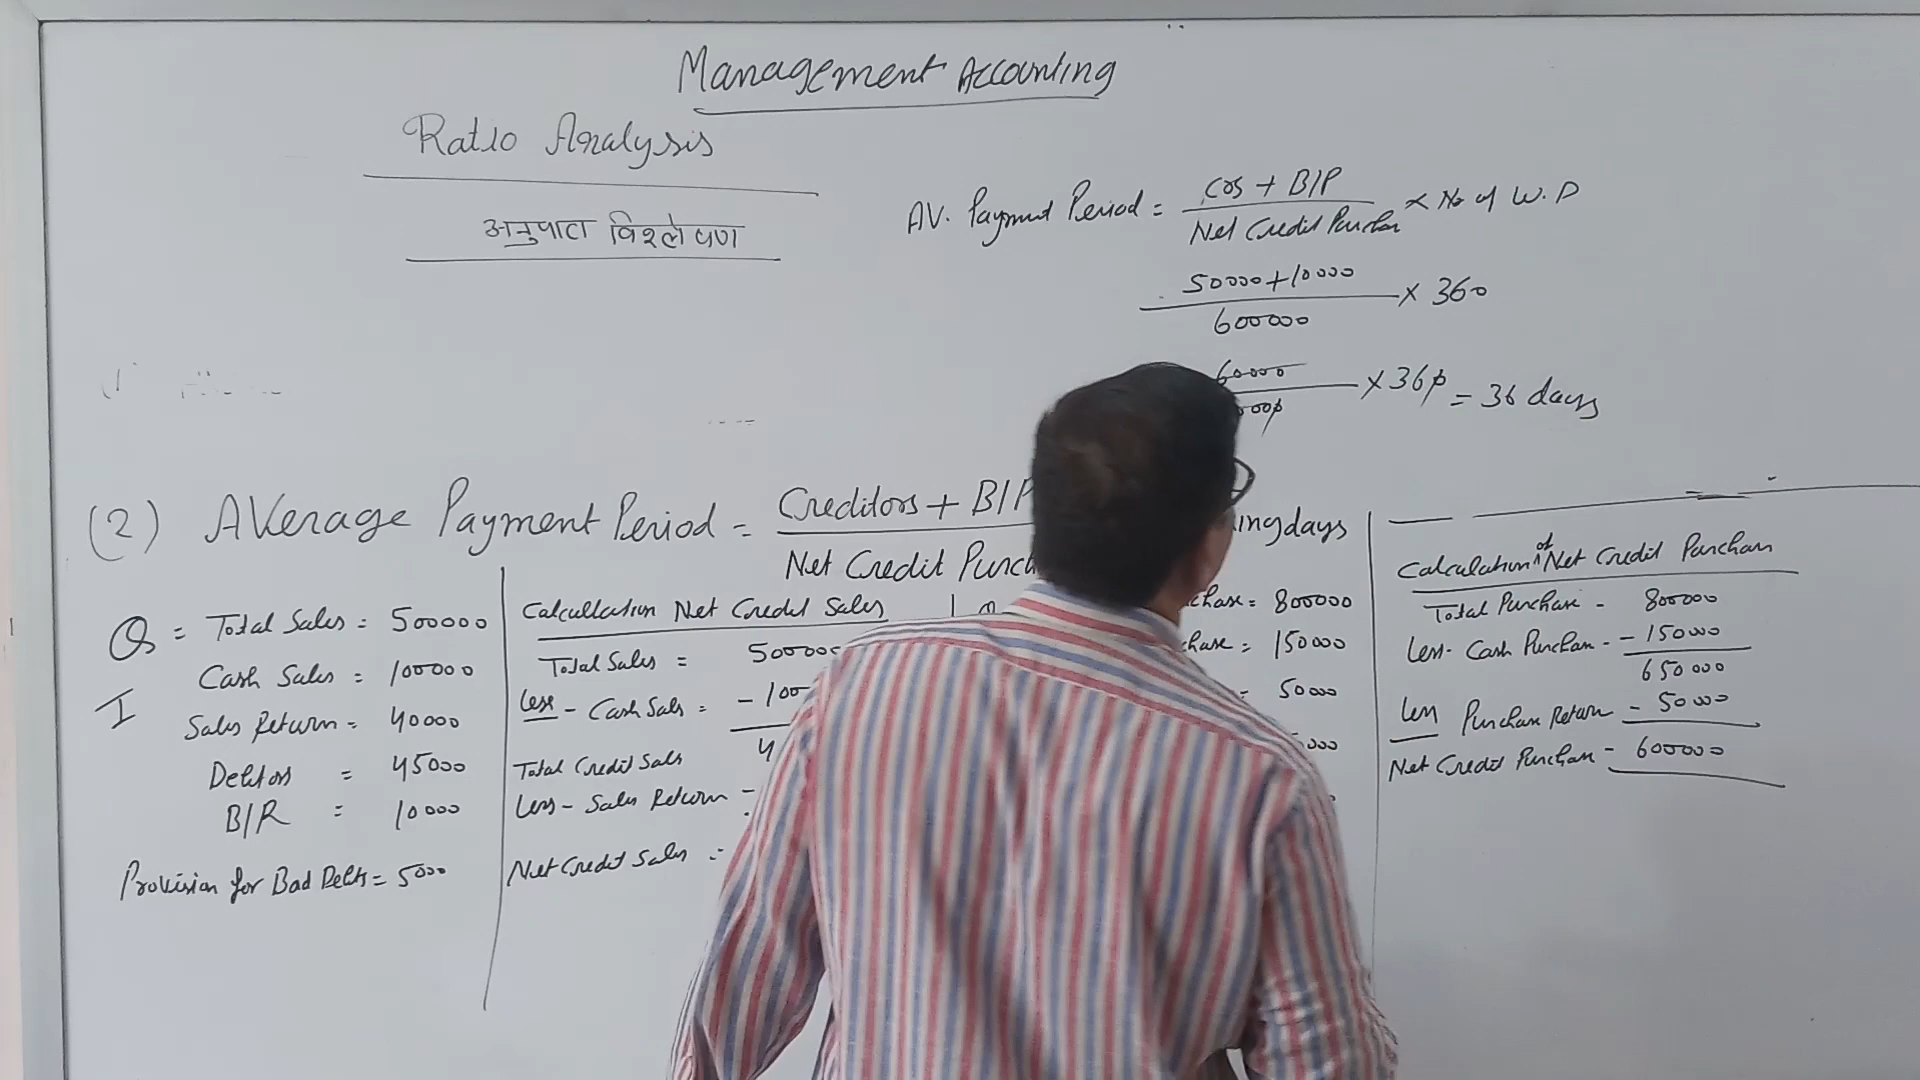 Management Accounting
Ratio Analysis
अनुपात विश्लेषण
AV. Payment Period = Cos + B/P / Net Credit Purchase × No of W.D
50000+10000 / 600000 × 360
60000 / 000 × 360 = 36 days
(2) Average Payment Period = Creditors + B/P / Net Credit Purch ing days
Q = Total Sales = 500000
Cash Sales = 100000
I
Sales Return = 40000
Debtors = 45000
B/R = 10000
Provision for Bad Debts = 5000
Calcullation Net Credit Sales
Total Sales = 500000
Less - Cash Sales = - 100
Total Credit Sales 4
Less - Sales Return -
Net Credit Sales =
chase = 800000
chase = 150000
= 50000
000
Calculation of Net Credit Purchase
Total Purchase - 800000
Less - Cash Purchase - - 150000
650000
Less Purchase Return - 50000
Net Credit Purchase - 600000